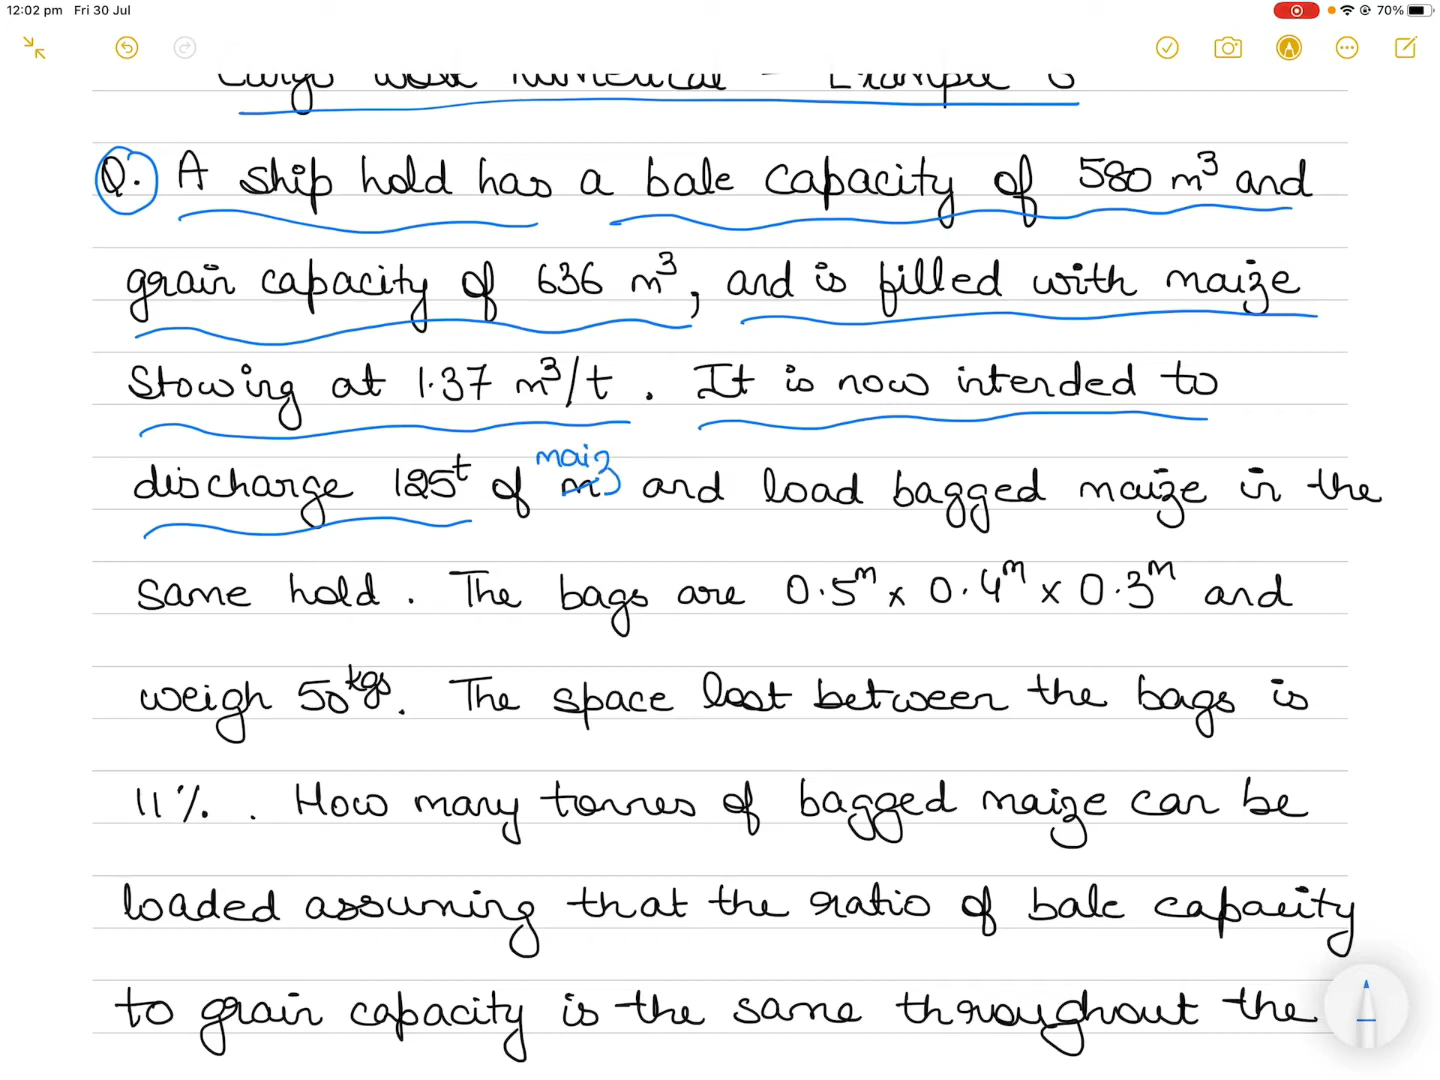 12:02 pm Fri 30 Jul 70%
Cargo work Numerical - Example
Q. A ship hold has a bale capacity of 580 m³ and
grain capacity of 636 m³, and is filled with maize
stowing at 1.37 m³/t. It is now intended to
maiz
discharge 125t of m and load bagged maize in the
same hold. The bags are 0.5m x 0.4m x 0.3m and
weigh 50kgs. The space lost between the bags is
11%. How many tonnes of bagged maize can be
loaded assuming that the ratio of bale capacity
to grain capacity is the same throughout the